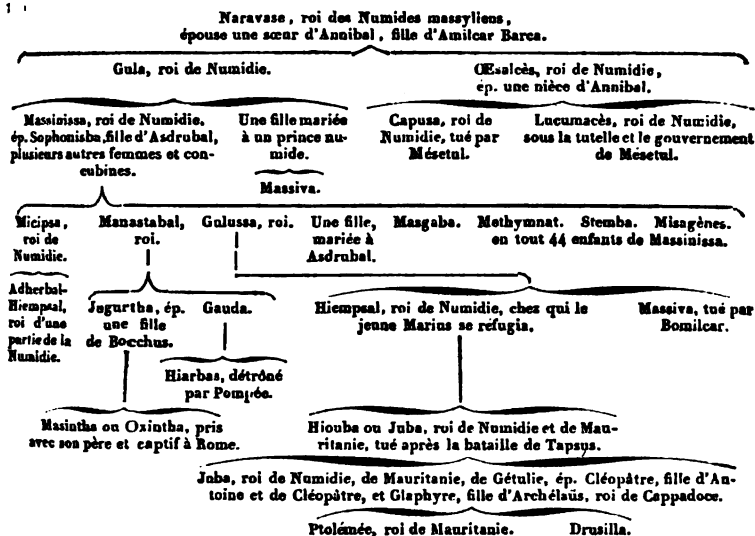 1
Naravase, roi des Numides massyliens,
épouse une sœur d'Annibal, fille d'Amilcar Barca.
Gula, roi de Numidie.
Œsalcès, roi de Numidie,
ép. une nièce d'Annibal.
Massinissa, roi de Numidie,
ép. Sophonisba, fille d'Asdrubal,
plusieurs autres femmes et con-
cubines.
Une fille mariée
à un prince nu-
mide.
Massiva.
Capusa, roi de
Numidie, tué par
Mésetul.
Lucumacès, roi de Numidie,
sous la tutelle et le gouvernement
de Mésetul.
Micipsa,
roi de
Numidie.
Manastabal,
roi.
Gulussa, roi.
Une fille,
mariée à
Asdrubal.
Masgaba.
Methymnat.
Stemba.
Misagènes.
en tout 44 enfants de Massinissa.
Adherbal-
Hiempsal,
roi d'une
partie de la
Numidie.
Jugurtha, ép.
une fille
de Bocchus.
Gauda.
Hiempsal, roi de Numidie, chez qui le
jeune Marius se réfugia.
Massiva, tué par
Bomilcar.
Hiarbas, détrôné
par Pompée.
Masintha ou Oxintha, pris
avec son père et captif à Rome.
Hiouba ou Juba, roi de Numidie et de Mau-
ritanie, tué après la bataille de Tapsus.
Juba, roi de Numidie, de Mauritanie, de Gétulie, ép. Cléopâtre, fille d'An-
toine et de Cléopâtre, et Glaphyre, fille d'Archélaüs, roi de Cappadoce.
Ptolémée, roi de Mauritanie.
Drusilla.